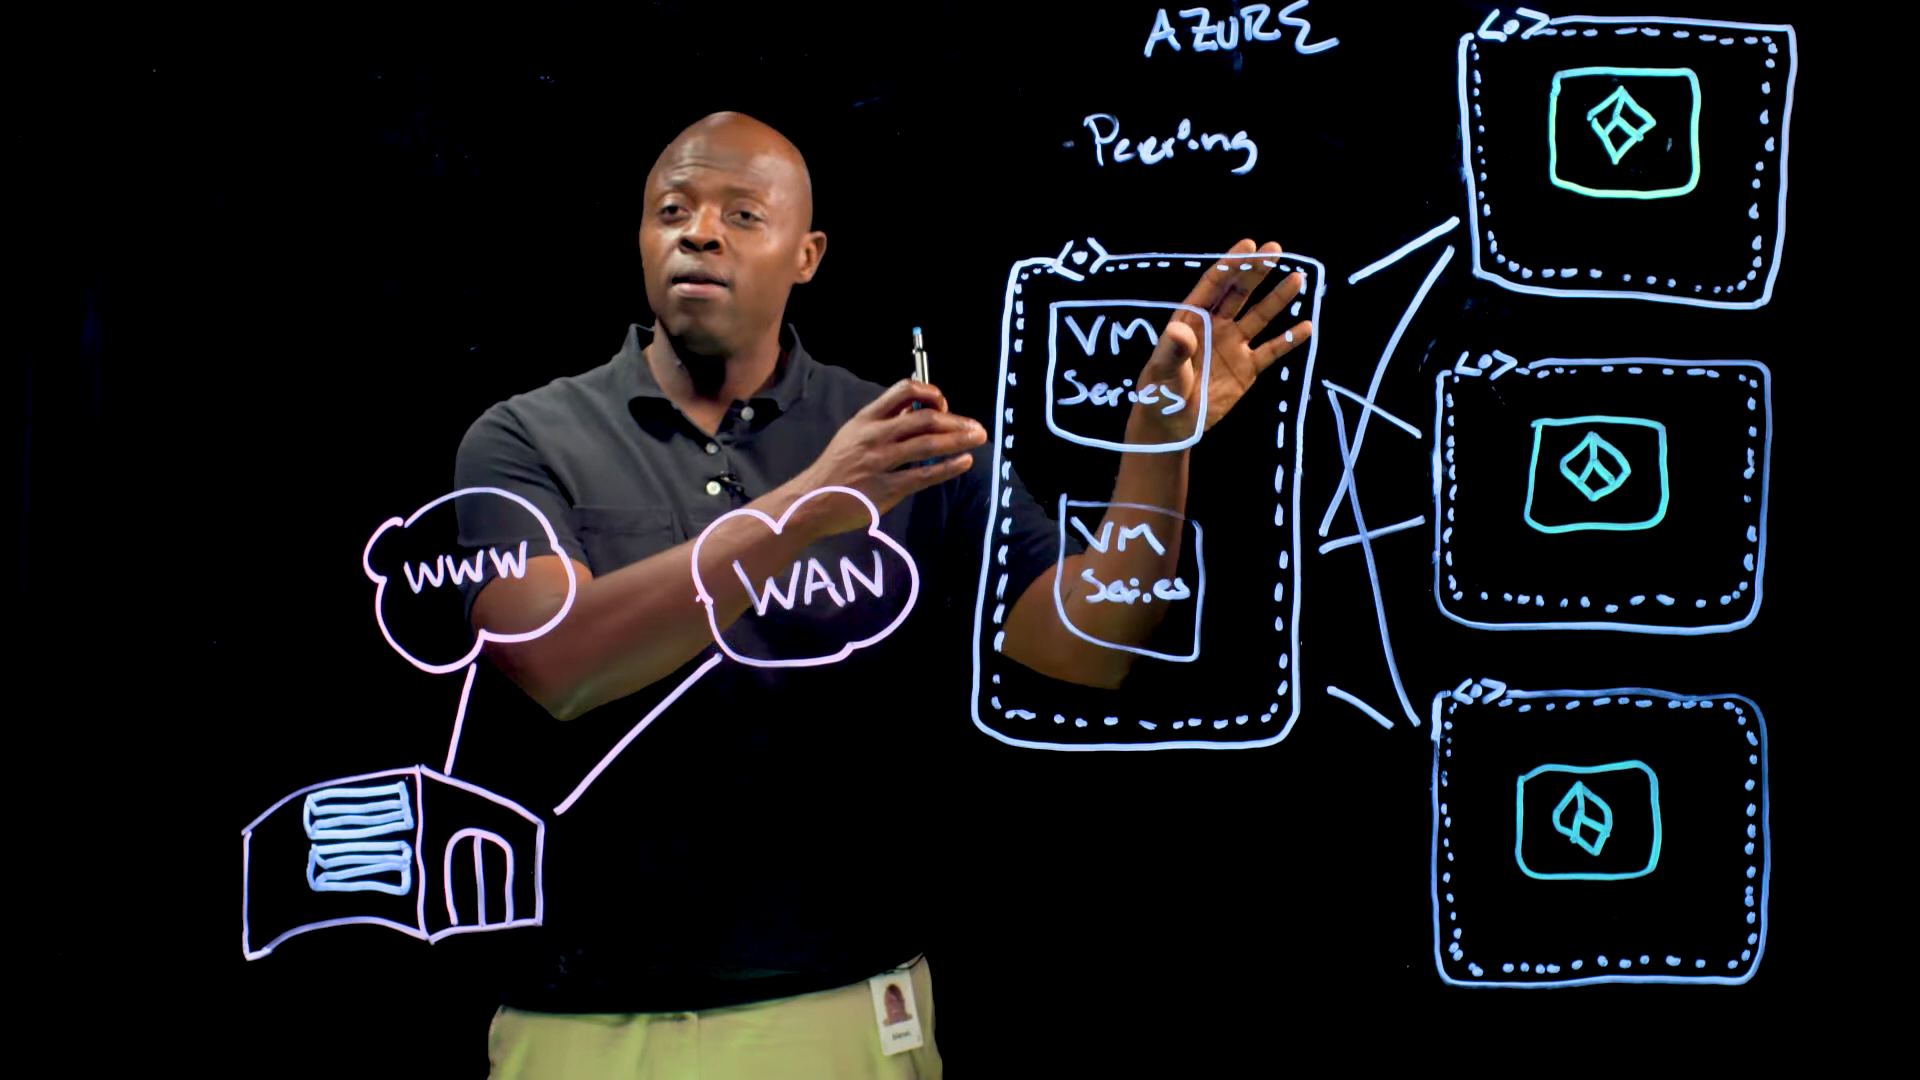 AZURE
- Peering
<·>
<·>
VM
Series
<·>
VM
Series
WWW
WAN
<·>